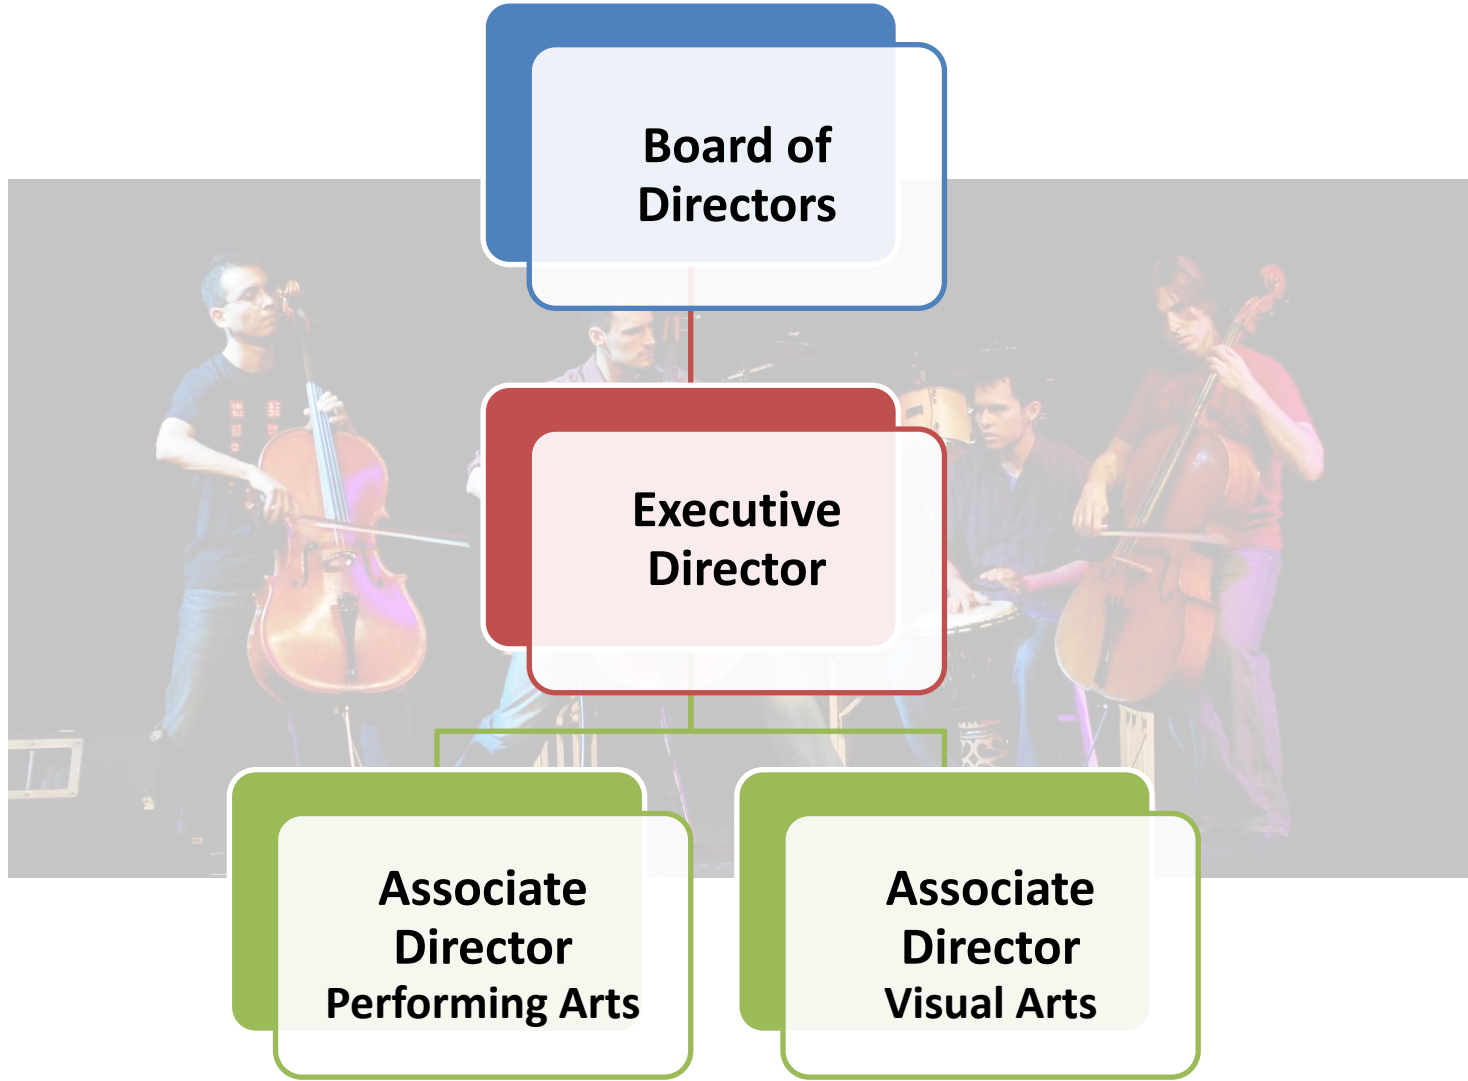 Board of
Directors
Executive
Director
Associate
Director
Performing Arts
Associate
Director
Visual Arts